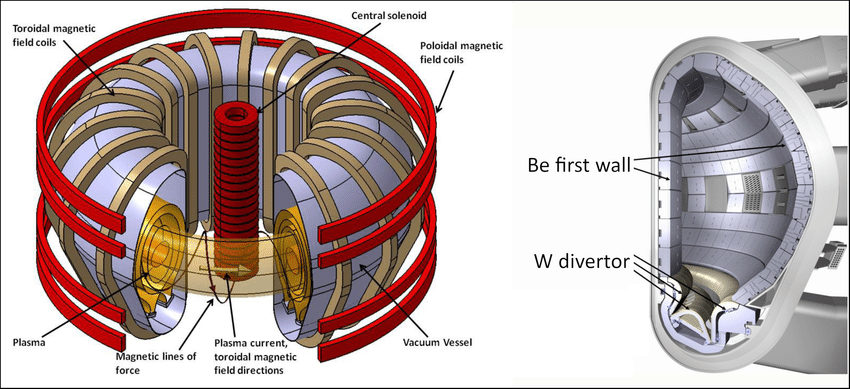 Central solenoid
Toroidal magnetic
field coils
Poloidal magnetic
field coils
Be first wall
W divertor
Plasma
Magnetic lines of
force
Plasma current,
toroidal magnetic
field directions
Vacuum Vessel